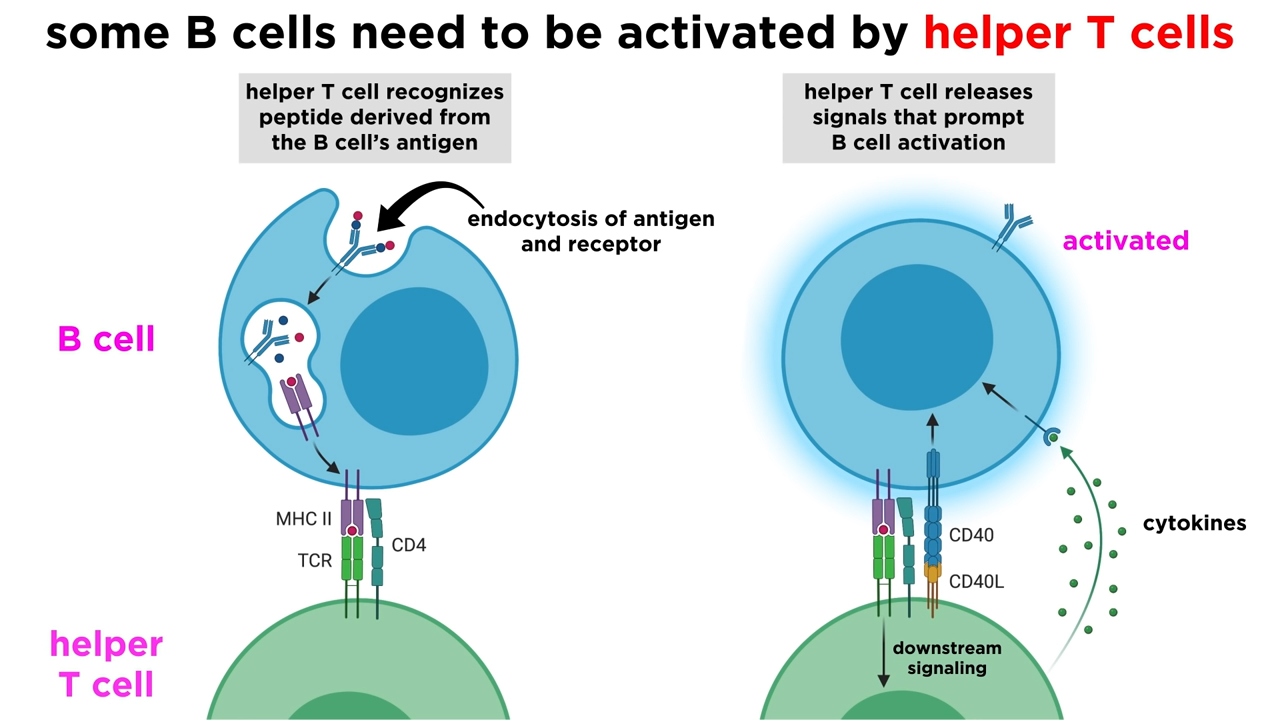 some B cells need to be activated by helper T cells
helper T cell recognizes
peptide derived from
the B cell's antigen
helper T cell releases
signals that prompt
B cell activation
endocytosis of antigen
and receptor
activated
B cell
MHC II
CD4
TCR
cytokines
CD40
CD40L
helper
T cell
downstream
signaling